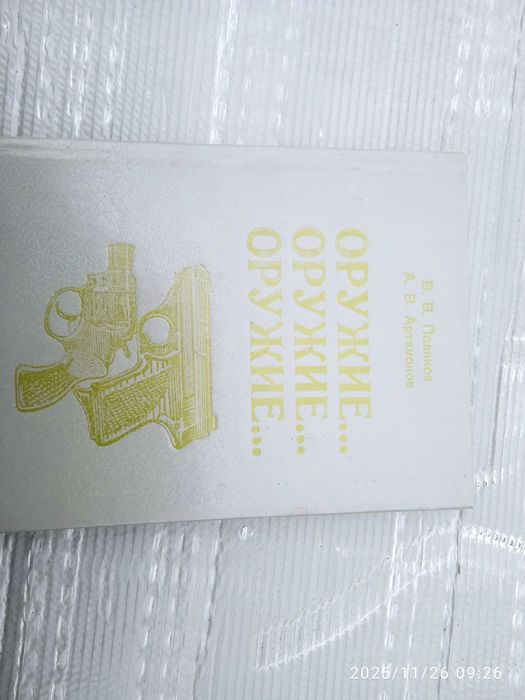 В. В. Поляков
А. В. Артамонов
ОРУЖИЕ...
ОРУЖИЕ...
ОРУЖИЕ...
2025/11/26 09:26